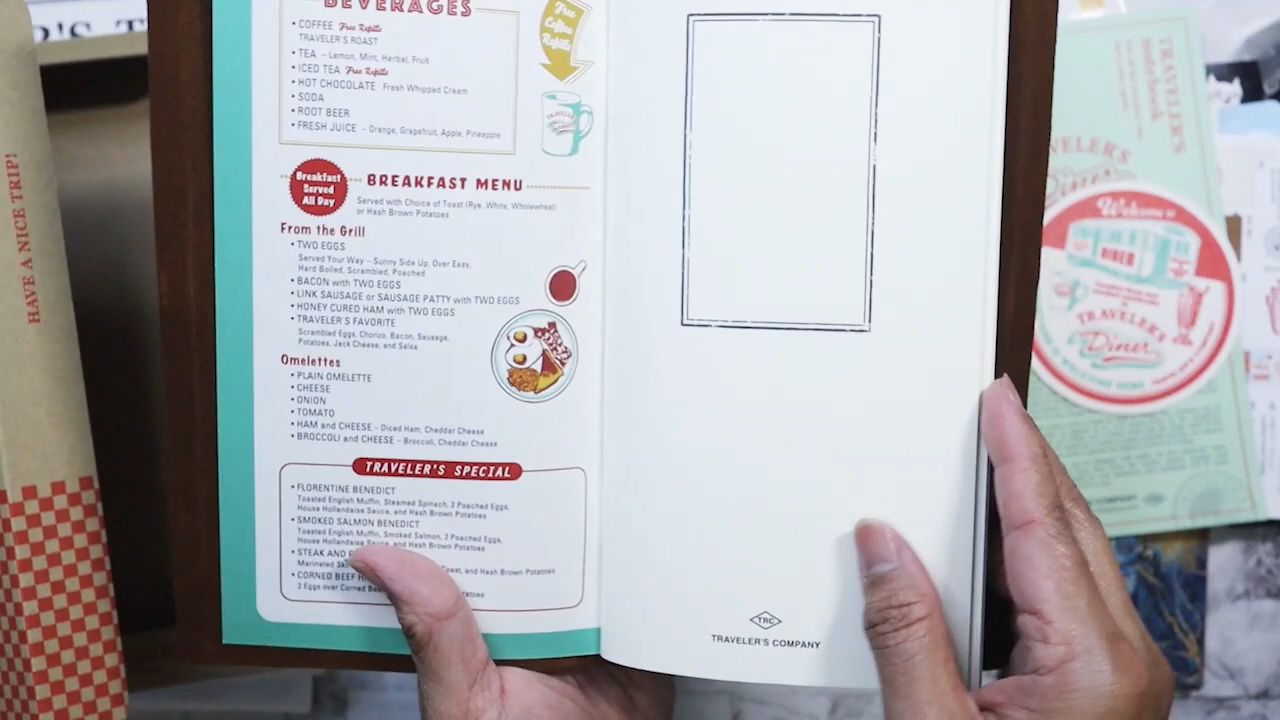 BEVERAGES
• COFFEE Free Refills
TRAVELER'S ROAST
• TEA – Lemon, Mint, Herbal, Fruit
• ICED TEA Free Refills
• HOT CHOCOLATE Fresh Whipped Cream
• SODA
• ROOT BEER
• FRESH JUICE – Orange, Grapefruit, Apple, Pineapple
Free
Coffee
Refills
TRAVELER'S
Breakfast
Served
All Day
BREAKFAST MENU
Served with Choice of Toast (Rye, White, Wholewheat)
or Hash Brown Potatoes
From the Grill
• TWO EGGS
Served Your Way – Sunny Side Up, Over Easy,
Hard Boiled, Scrambled, Poached
• BACON with TWO EGGS
• LINK SAUSAGE or SAUSAGE PATTY with TWO EGGS
• HONEY CURED HAM with TWO EGGS
• TRAVELER'S FAVORITE
Scrambled Eggs, Chorizo, Bacon, Sausage,
Potatoes, Jack Cheese, and Salsa
Omelettes
• PLAIN OMELETTE
• CHEESE
• ONION
• TOMATO
• HAM and CHEESE – Diced Ham, Cheddar Cheese
• BROCCOLI and CHEESE – Broccoli, Cheddar Cheese
TRAVELER'S SPECIAL
• FLORENTINE BENEDICT
Toasted English Muffin, Steamed Spinach, 2 Poached Eggs,
House Hollandaise Sauce, and Hash Brown Potatoes
• SMOKED SALMON BENEDICT
Toasted English Muffin, Smoked Salmon, 2 Poached Eggs,
House Hollandaise Sauce, and Hash Brown Potatoes
• STEAK AND
Marinated Toast, and Hash Brown Potatoes
• CORNED BEEF
2 Eggs over Corned
TRC
TRAVELER'S COMPANY
HAVE A NICE TRIP!
TRAVELER'S
notebook
Welcome to
DINER
TRAVELER'S
Diner